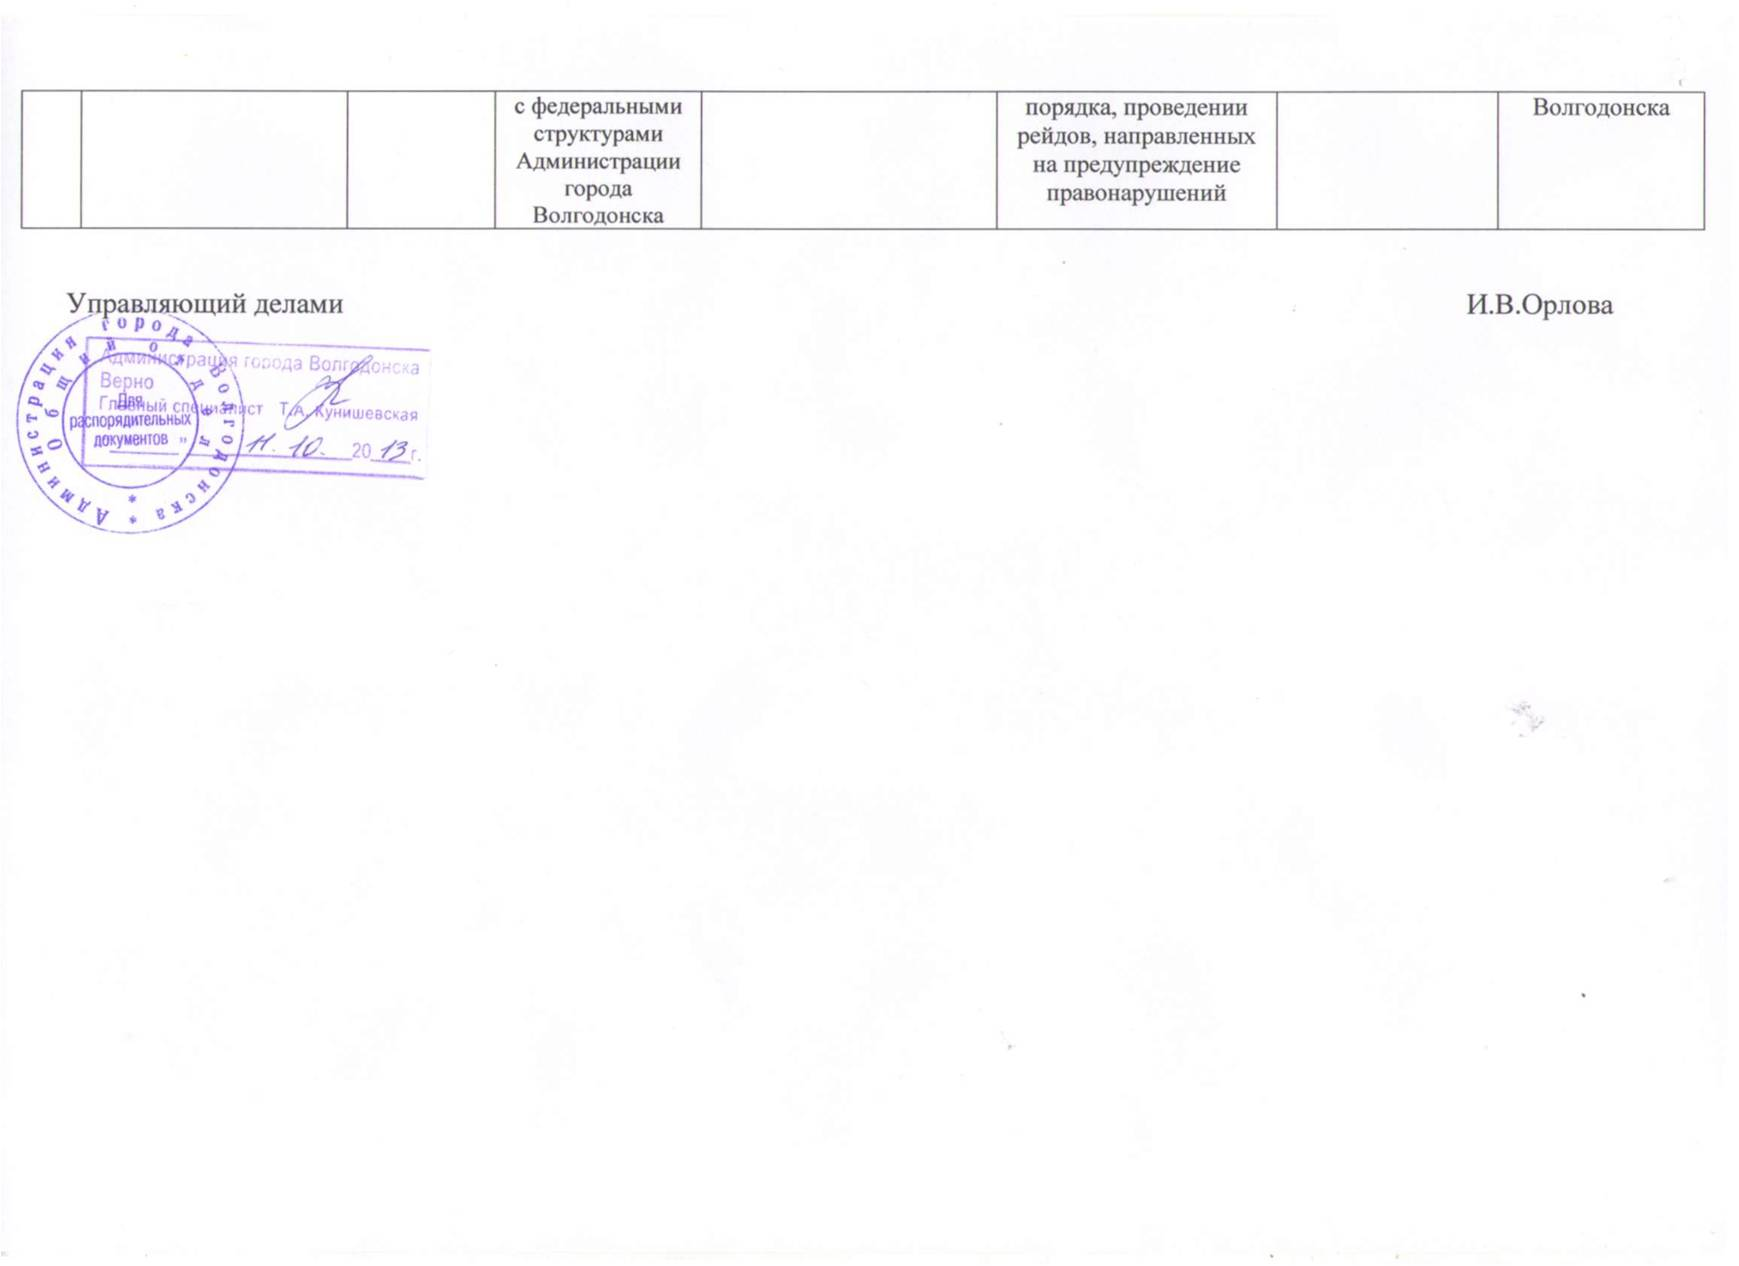 с федеральными
структурами
Администрации
города
Волгодонска
порядка, проведении
рейдов, направленных
на предупреждение
правонарушений
Волгодонска
Управляющий делами
И.В.Орлова
Администрация города Волгодонска
Верно
Главный специалист Т.А. Кунишевская
11. 10. 2013г.
Администрация города Волгодонска *
Общий отдел *
Для
распорядительных
документов